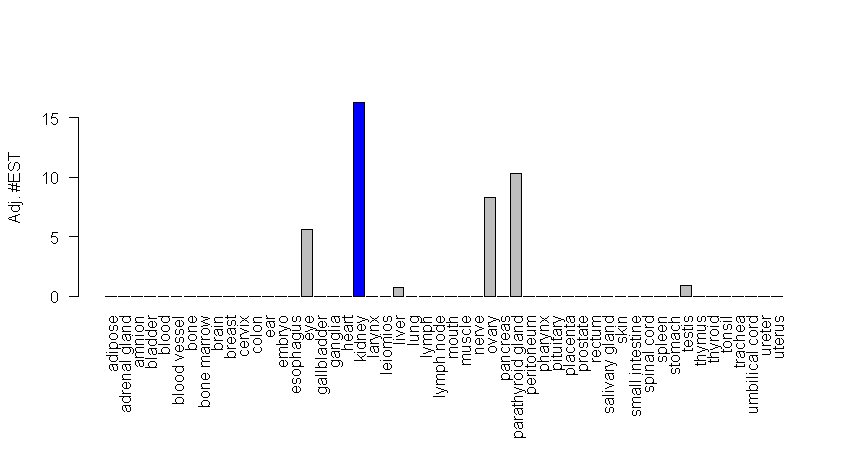 Adj. #EST
15
10
5
0
adipose
adrenal gland
amnion
bladder
blood
blood vessel
bone
bone marrow
brain
breast
cervix
colon
ear
embryo
esophagus
eye
gallbladder
ganglia
heart
kidney
larynx
leiomios
liver
lung
lymph
lymph node
mouth
muscle
nerve
ovary
pancreas
parathyroid gland
peritoneum
pharynx
pituitary
placenta
prostate
rectum
salivary gland
skin
small intestine
spinal cord
spleen
stomach
testis
thymus
thyroid
tonsil
trachea
umbilical cord
ureter
uterus